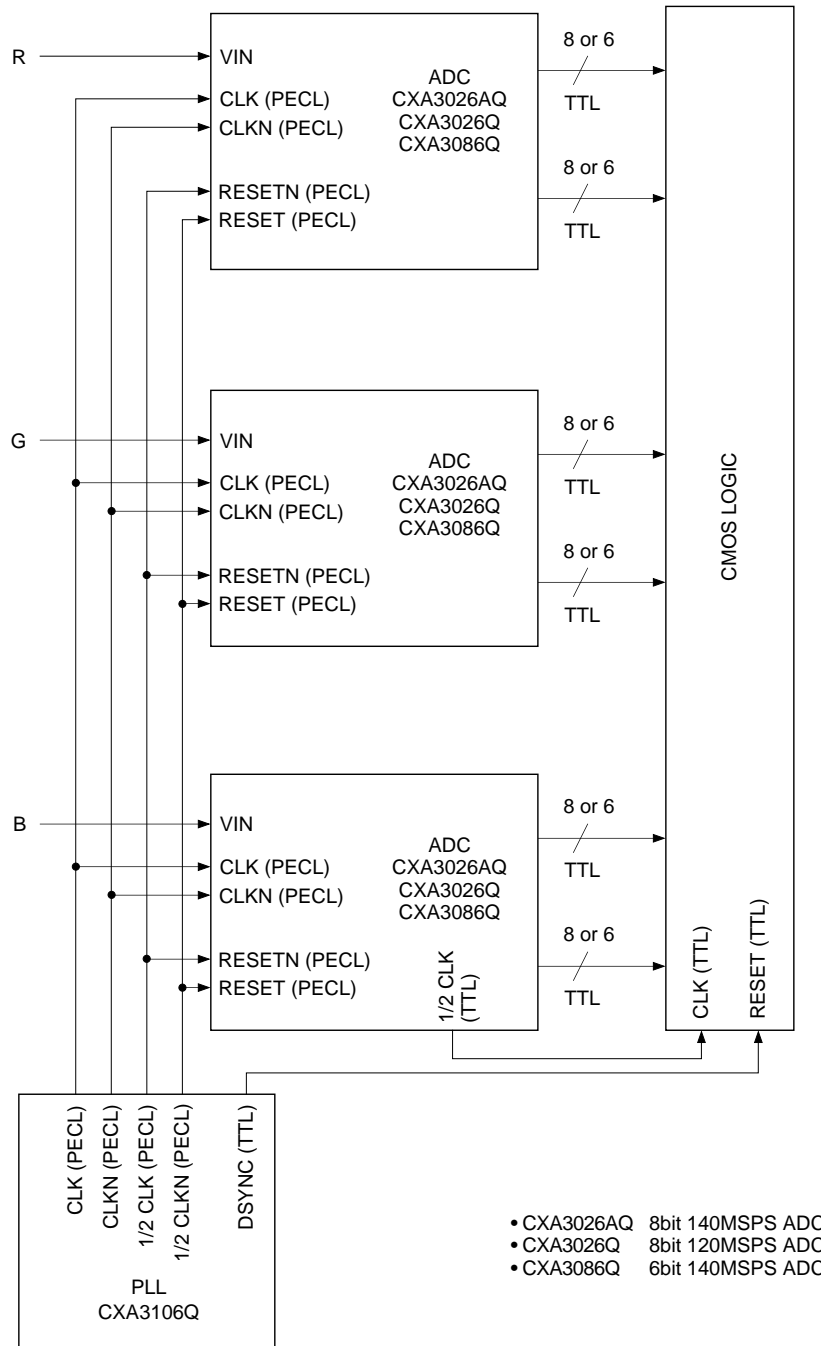 R
VIN
CLK (PECL)
CLKN (PECL)
RESETN (PECL)
RESET (PECL)
ADC
CXA3026AQ
CXA3026Q
CXA3086Q
8 or 6
TTL
8 or 6
TTL
G
VIN
CLK (PECL)
CLKN (PECL)
RESETN (PECL)
RESET (PECL)
ADC
CXA3026AQ
CXA3026Q
CXA3086Q
8 or 6
TTL
8 or 6
TTL
CMOS LOGIC
B
VIN
CLK (PECL)
CLKN (PECL)
RESETN (PECL)
RESET (PECL)
ADC
CXA3026AQ
CXA3026Q
CXA3086Q
1/2 CLK
(TTL)
8 or 6
TTL
8 or 6
TTL
CLK (TTL)
RESET (TTL)
CLK (PECL)
CLKN (PECL)
1/2 CLK (PECL)
1/2 CLKN (PECL)
DSYNC (TTL)
PLL
CXA3106Q
• CXA3026AQ 8bit 140MSPS ADC
• CXA3026Q 8bit 120MSPS ADC
• CXA3086Q 6bit 140MSPS ADC